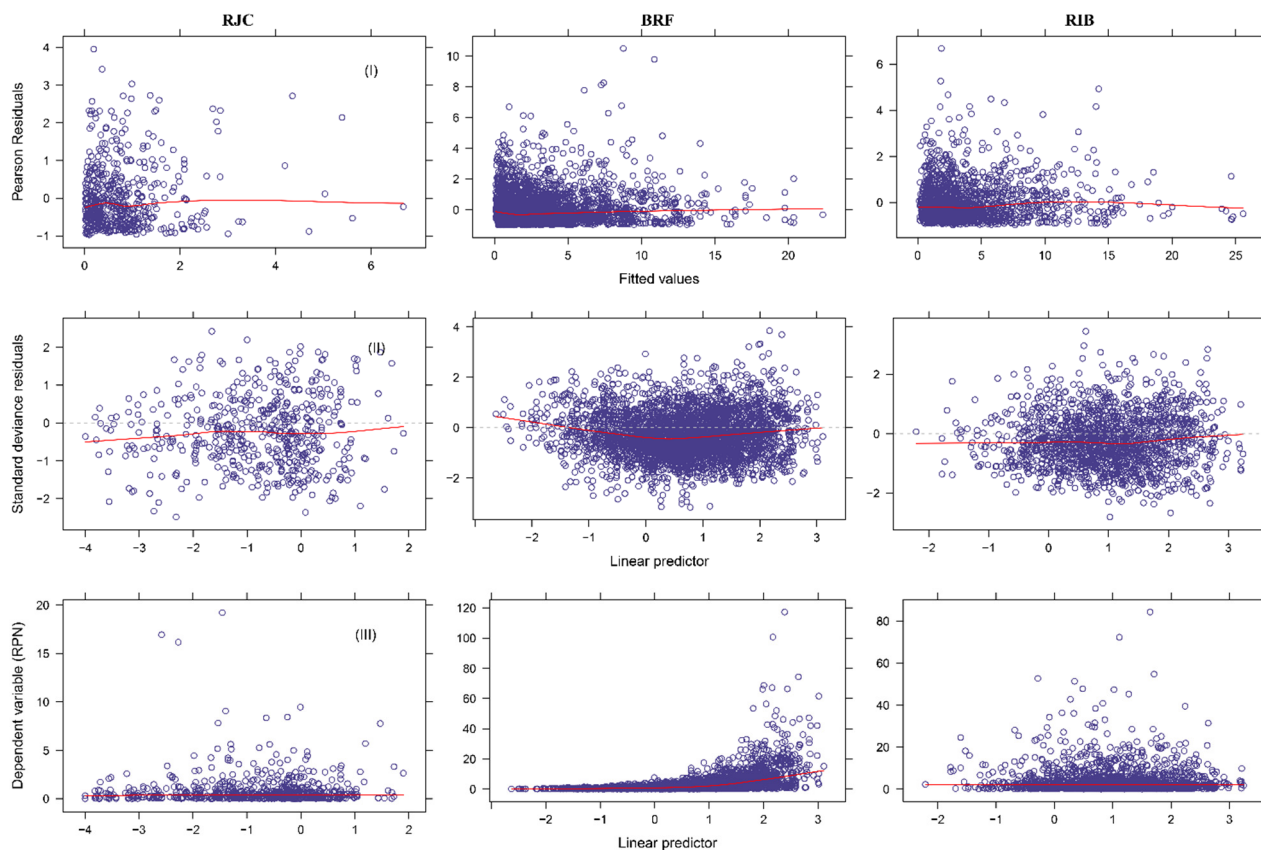 RJC BRF RIB
Pearson Residuals
(I)
4
3
2
1
0
−1
0 2 4 6
10
8
6
4
2
0
0 5 10 15 20
6
4
2
0
0 5 10 15 20 25
Fitted values
Standard deviance residuals
(II)
2
1
0
−1
−2
−4 −3 −2 −1 0 1 2
4
2
0
−2
−2 −1 0 1 2 3
2
0
−2
−2 −1 0 1 2 3
Linear predictor
Dependent variable (RPN)
(III)
20
15
10
5
0
−4 −3 −2 −1 0 1 2
120
100
80
60
40
20
0
−2 −1 0 1 2 3
80
60
40
20
0
−2 −1 0 1 2 3
Linear predictor